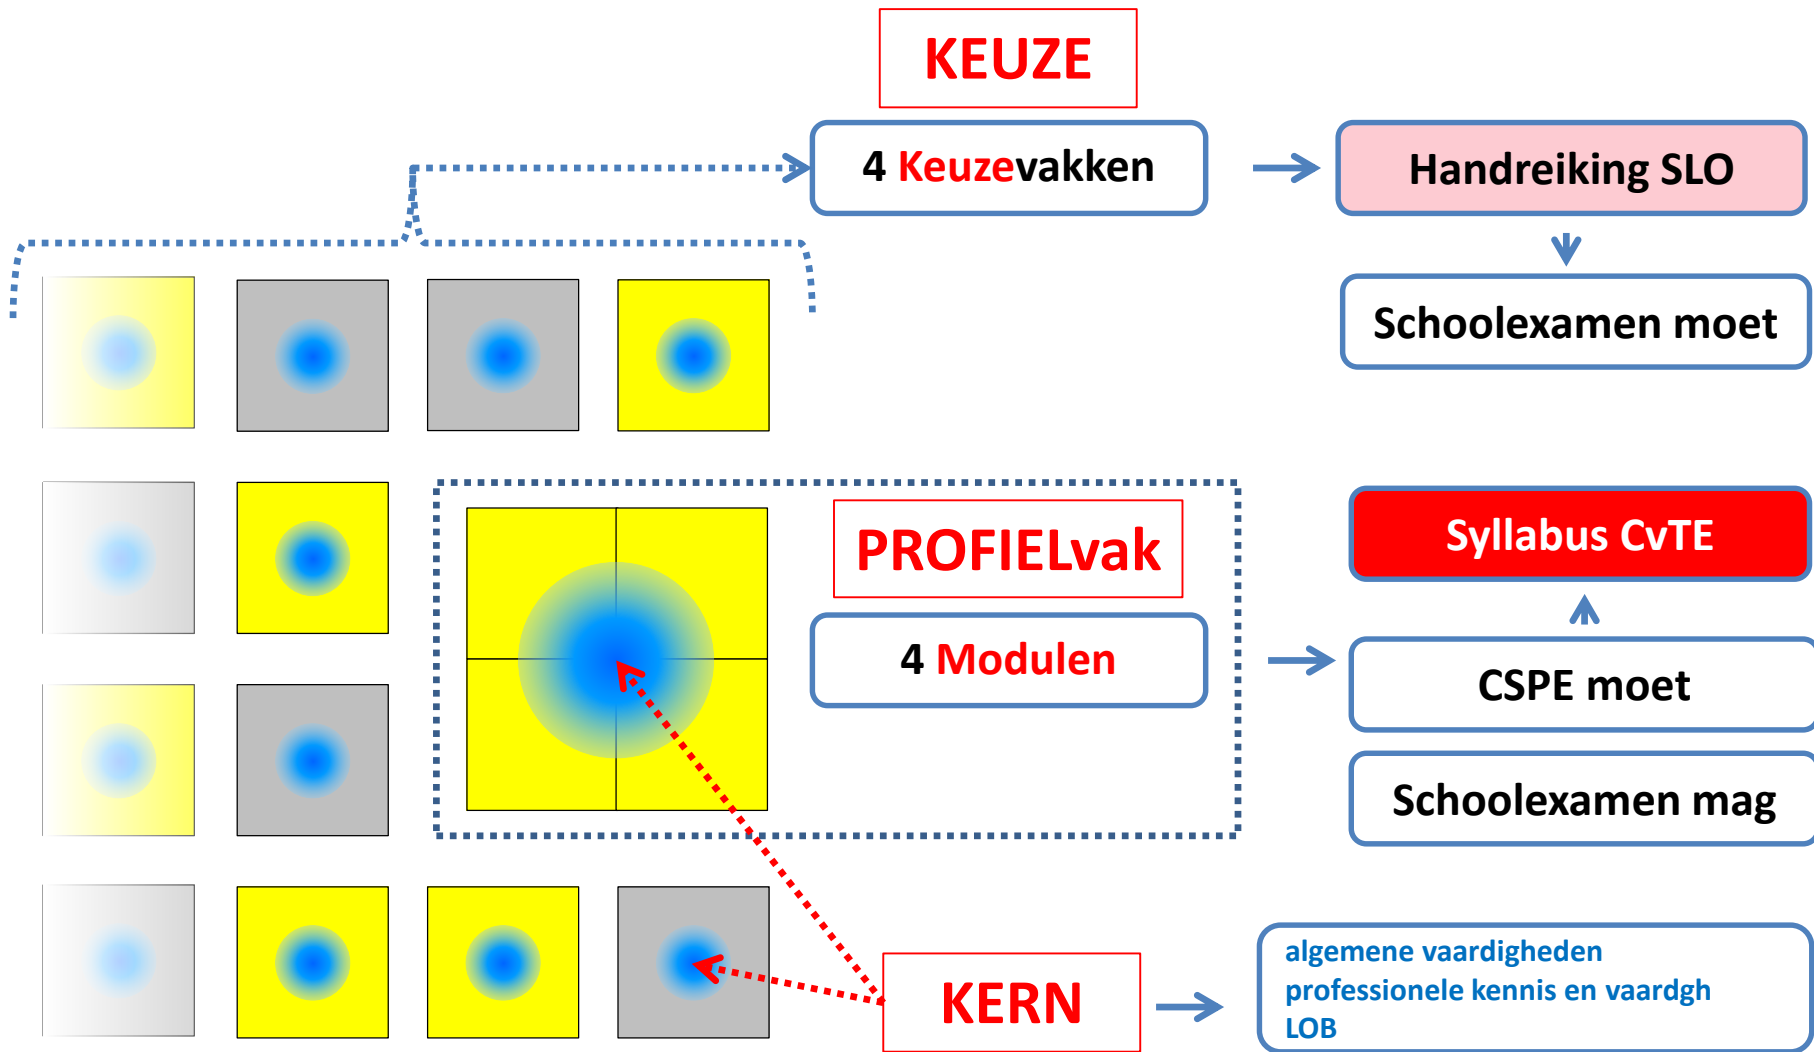 KEUZE
4 Keuzevakken
Handreiking SLO
Schoolexamen moet
PROFIELvak
4 Modulen
Syllabus CvTE
CSPE moet
Schoolexamen mag
KERN
algemene vaardigheden
professionele kennis en vaardgh
LOB